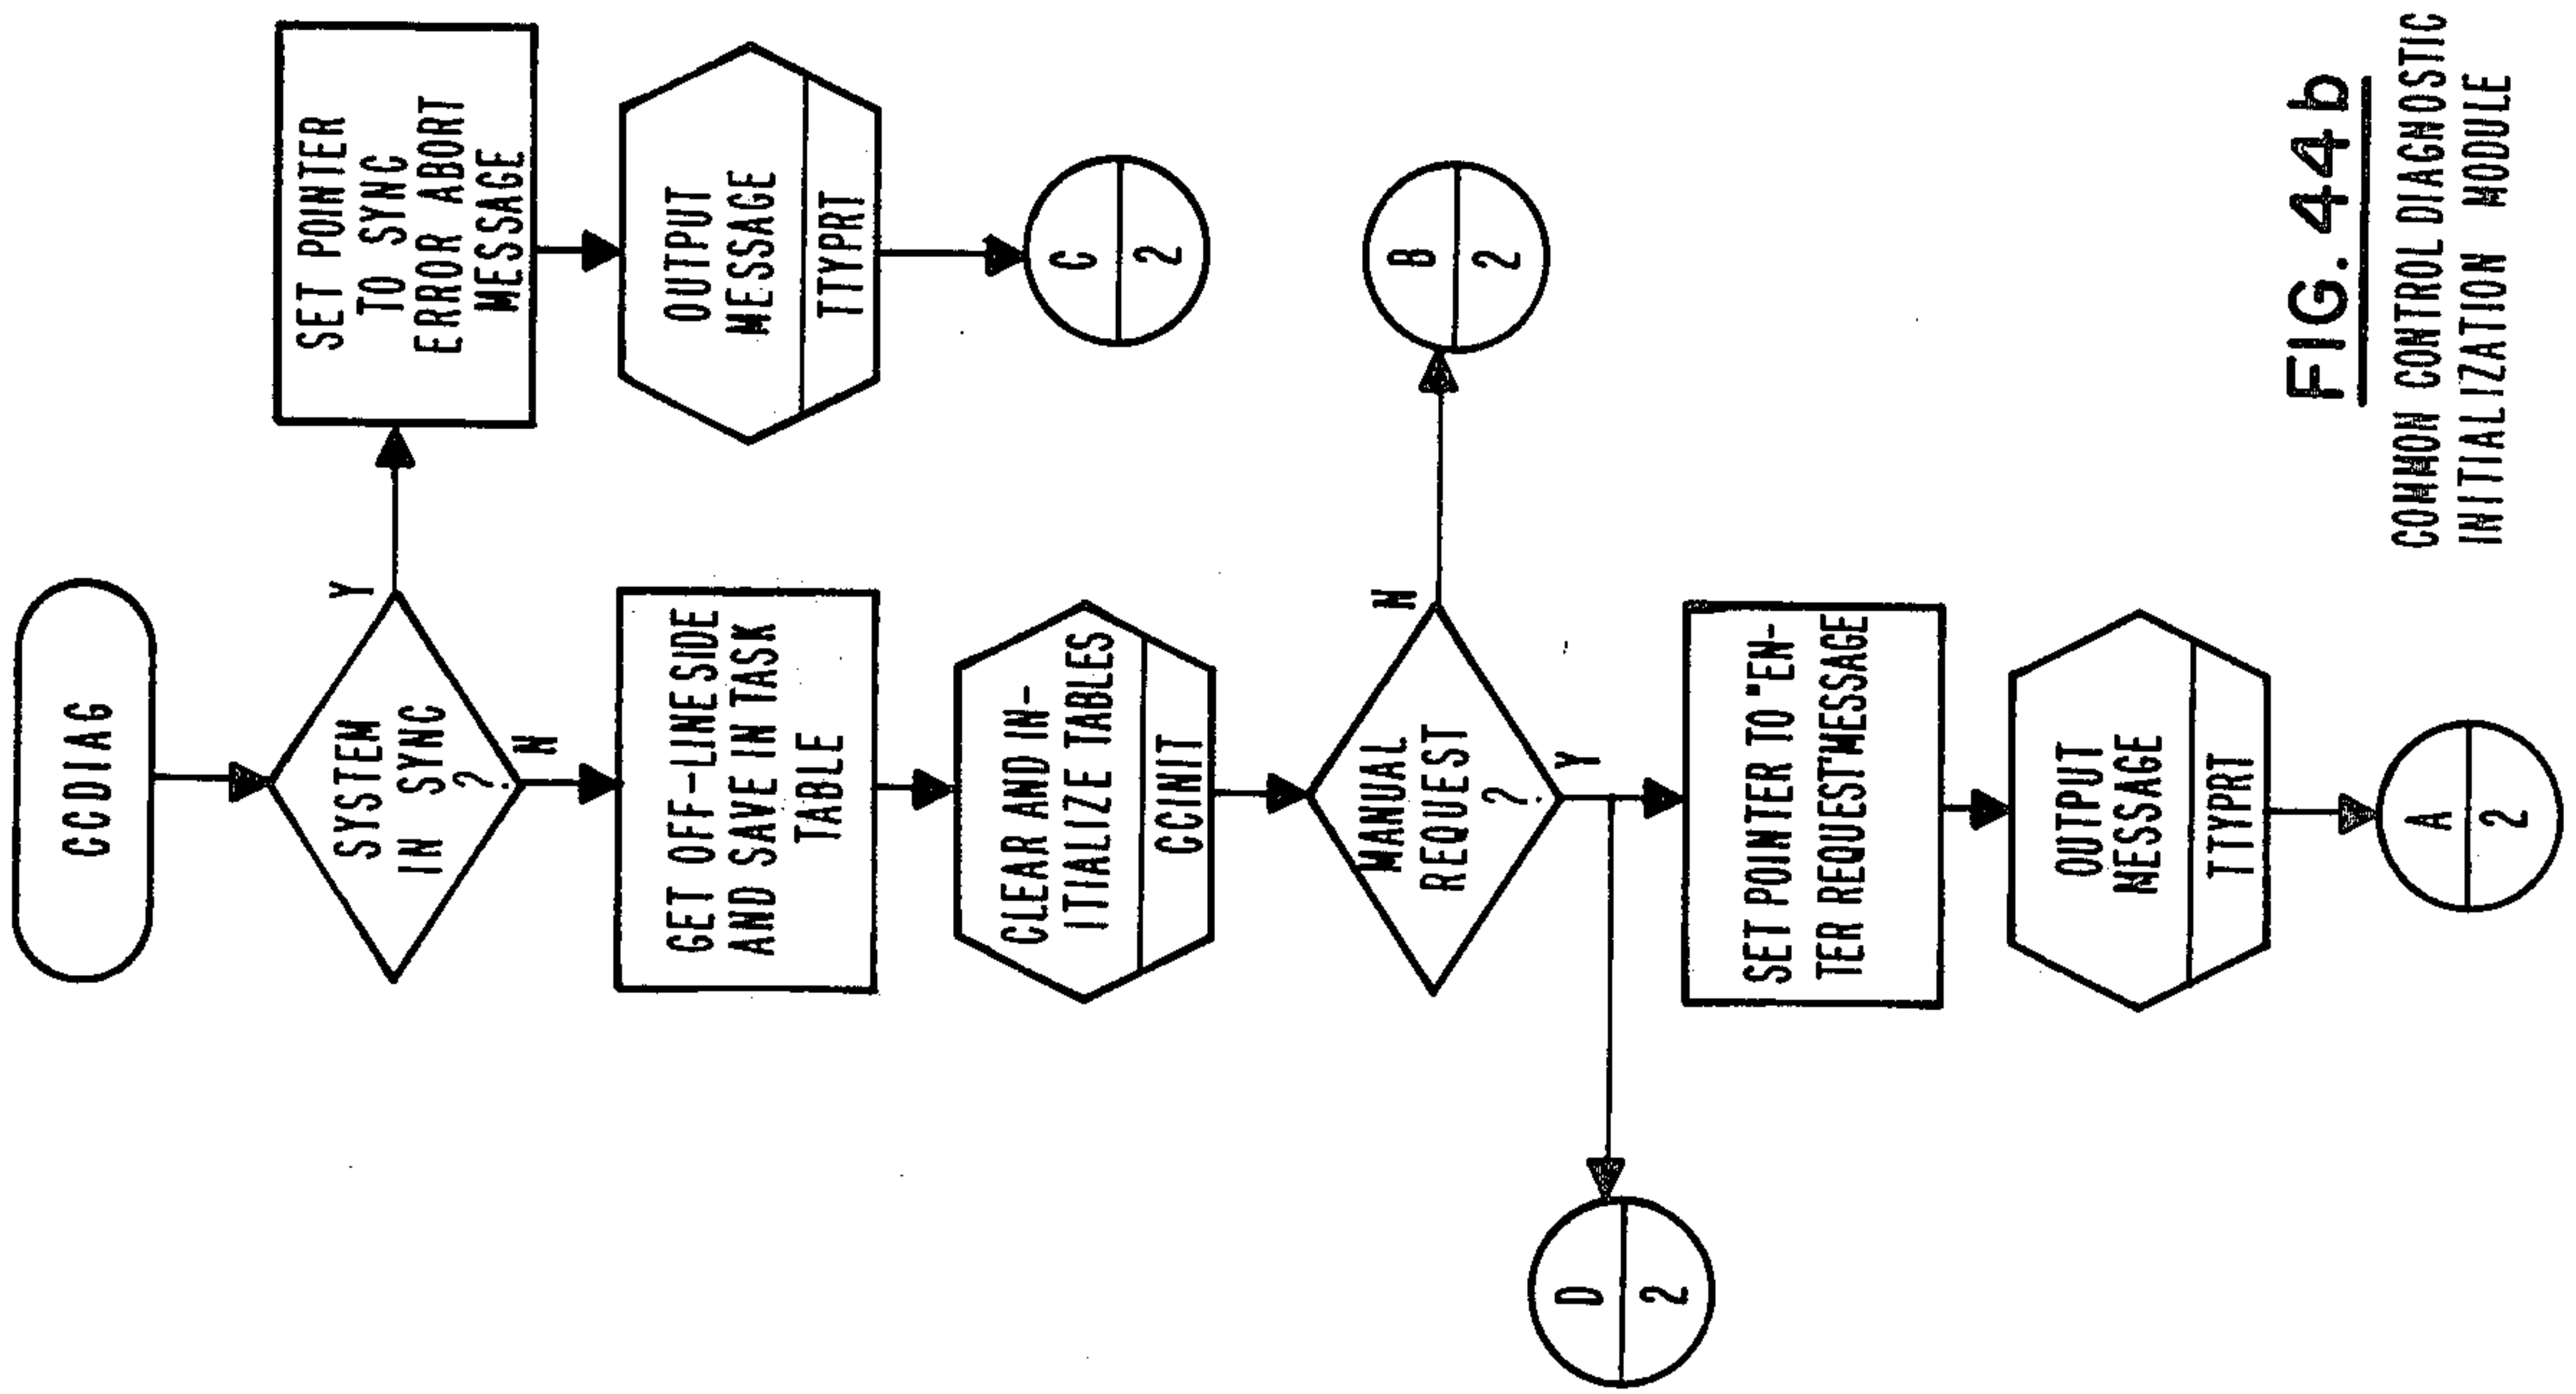 CCDIAG
SYSTEM
IN SYNC
?
Y
N
SET POINTER
TO SYNC
ERROR ABORT
MESSAGE
OUTPUT
MESSAGE
TTYPRT
C
2
GET OFF-LINE SIDE
AND SAVE IN TASK
TABLE
CLEAR AND IN-
ITIALIZE TABLES
CCINIT
MANUAL
REQUEST
?
N
Y
B
2
D
2
SET POINTER TO "EN-
TER REQUEST"MESSAGE
OUTPUT
MESSAGE
TTYPRT
A
2
FIG. 44b
COMMON CONTROL DIAGNOSTIC
INITIALIZATION MODULE